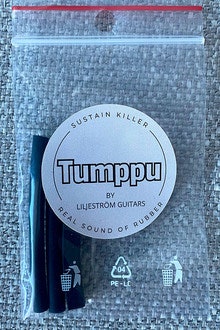 SUSTAIN KILLER
Tumppu
BY
LILJESTRÖM GUITARS
REAL SOUND OF RUBBER
04
PE-LD